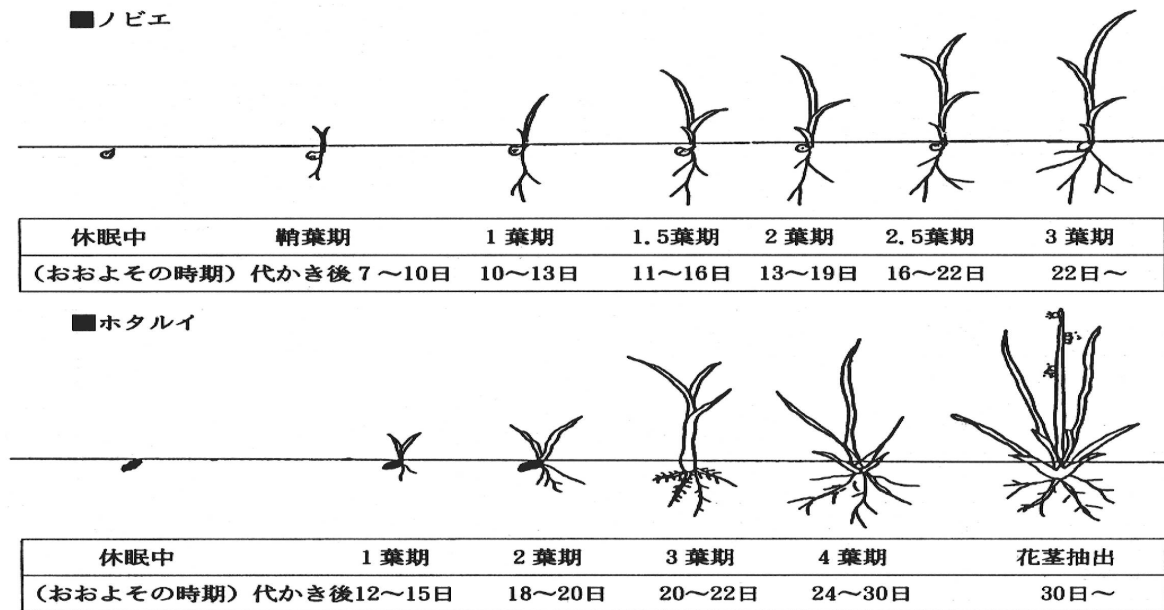 ■ノビエ
休眠中 鞘葉期 1葉期 1.5葉期 2葉期 2.5葉期 3葉期
（おおよその時期）代かき後7～10日 10～13日 11～16日 13～19日 16～22日 22日～
■ホタルイ
休眠中 1葉期 2葉期 3葉期 4葉期 花茎抽出
（おおよその時期）代かき後12～15日 18～20日 20～22日 24～30日 30日～